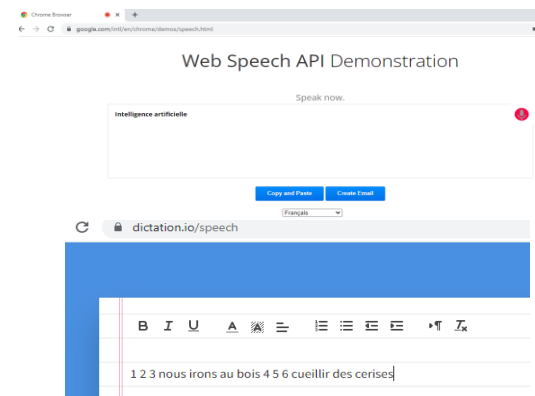 Chrome Browser
google.com/intl/en/chrome/demos/speech.html
Web Speech API Demonstration
Speak now.
Intelligence artificielle
Copy and Paste Create Email
Français
dictation.io/speech
B I U A A
1 2 3 nous irons au bois 4 5 6 cueillir des cerises